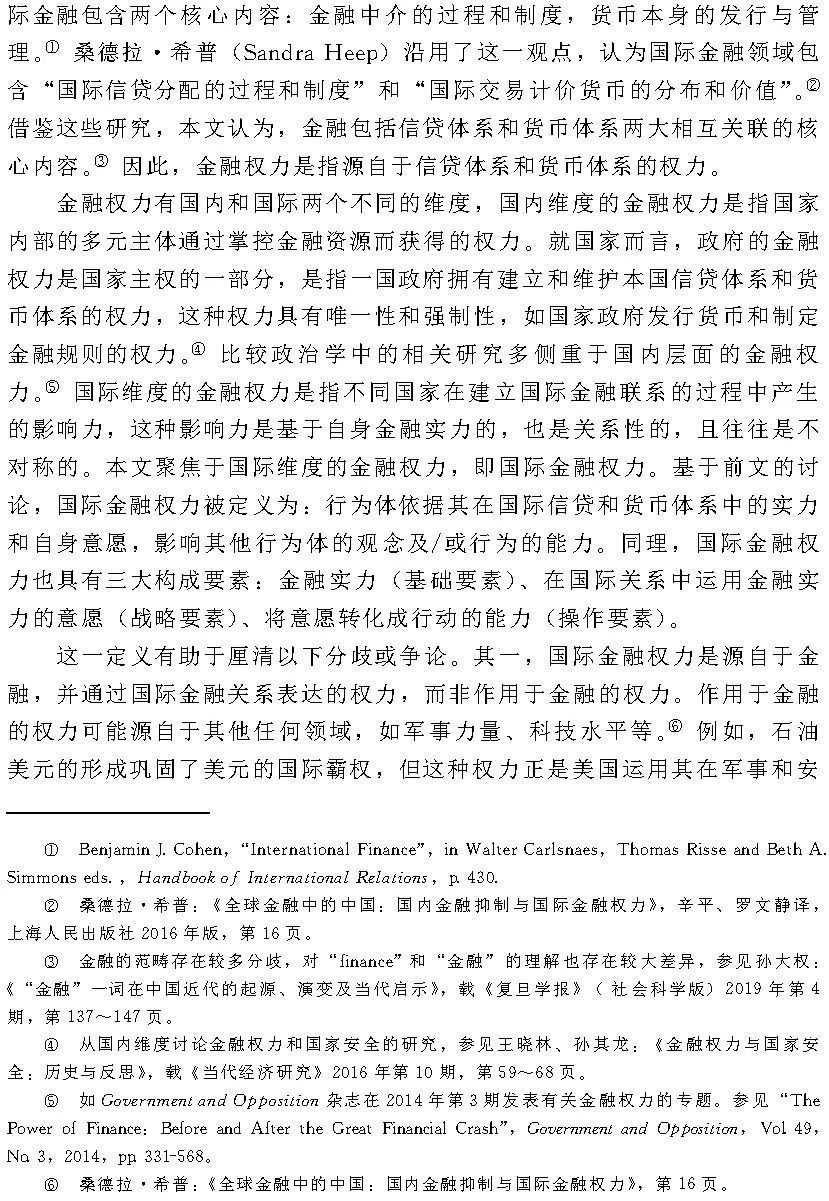 际金融包含两个核心内容：金融中介的过程和制度，货币本身的发行与管
理。① 桑德拉·希普（Sandra Heep）沿用了这一观点，认为国际金融领域包
含“国际信贷分配的过程和制度”和“国际交易计价货币的分布和价值”。②
借鉴这些研究，本文认为，金融包括信贷体系和货币体系两大相互关联的核
心内容。③ 因此，金融权力是指源自于信贷体系和货币体系的权力。
金融权力有国内和国际两个不同的维度，国内维度的金融权力是指国家
内部的多元主体通过掌控金融资源而获得的权力。就国家而言，政府的金融
权力是国家主权的一部分，是指一国政府拥有建立和维护本国信贷体系和货
币体系的权力，这种权力具有唯一性和强制性，如国家政府发行货币和制定
金融规则的权力。④ 比较政治学中的相关研究多侧重于国内层面的金融权
力。⑤ 国际维度的金融权力是指不同国家在建立国际金融联系的过程中产生
的影响力，这种影响力是基于自身金融实力的，也是关系性的，且往往是不
对称的。本文聚焦于国际维度的金融权力，即国际金融权力。基于前文的讨
论，国际金融权力被定义为：行为体依据其在国际信贷和货币体系中的实力
和自身意愿，影响其他行为体的观念及/或行为的能力。同理，国际金融权
力也具有三大构成要素：金融实力（基础要素）、在国际关系中运用金融实
力的意愿（战略要素）、将意愿转化成行动的能力（操作要素）。
这一定义有助于厘清以下分歧或争论。其一，国际金融权力是源自于金
融，并通过国际金融关系表达的权力，而非作用于金融的权力。作用于金融
的权力可能源自于其他任何领域，如军事力量、科技水平等。⑥ 例如，石油
美元的形成巩固了美元的国际霸权，但这种权力正是美国运用其在军事和安
① Benjamin J. Cohen，“International Finance”，in Walter Carlsnaes，Thomas Risse and Beth A.
Simmons eds.，Handbook of International Relations，p. 430.
② 桑德拉·希普：《全球金融中的中国：国内金融抑制与国际金融权力》，辛平、罗文静译，
上海人民出版社 2016 年版，第 16 页。
③ 金融的范畴存在较多分歧，对“finance”和“金融”的理解也存在较大差异，参见孙大权：
《“金融”一词在中国近代的起源、演变及当代启示》，载《复旦学报》（社会科学版）2019 年第 4
期，第 137～147 页。
④ 从国内维度讨论金融权力和国家安全的研究，参见王晓林、孙其龙：《金融权力与国家安
全：历史与反思》，载《当代经济研究》2016 年第 10 期，第 59～68 页。
⑤ 如 Government and Opposition 杂志在 2014 年第 3 期发表有关金融权力的专题。参见“The
Power of Finance：Before and After the Great Financial Crash”，Government and Opposition，Vol. 49，
No. 3，2014，pp. 331-568。
⑥ 桑德拉·希普：《全球金融中的中国：国内金融抑制与国际金融权力》，第 16 页。